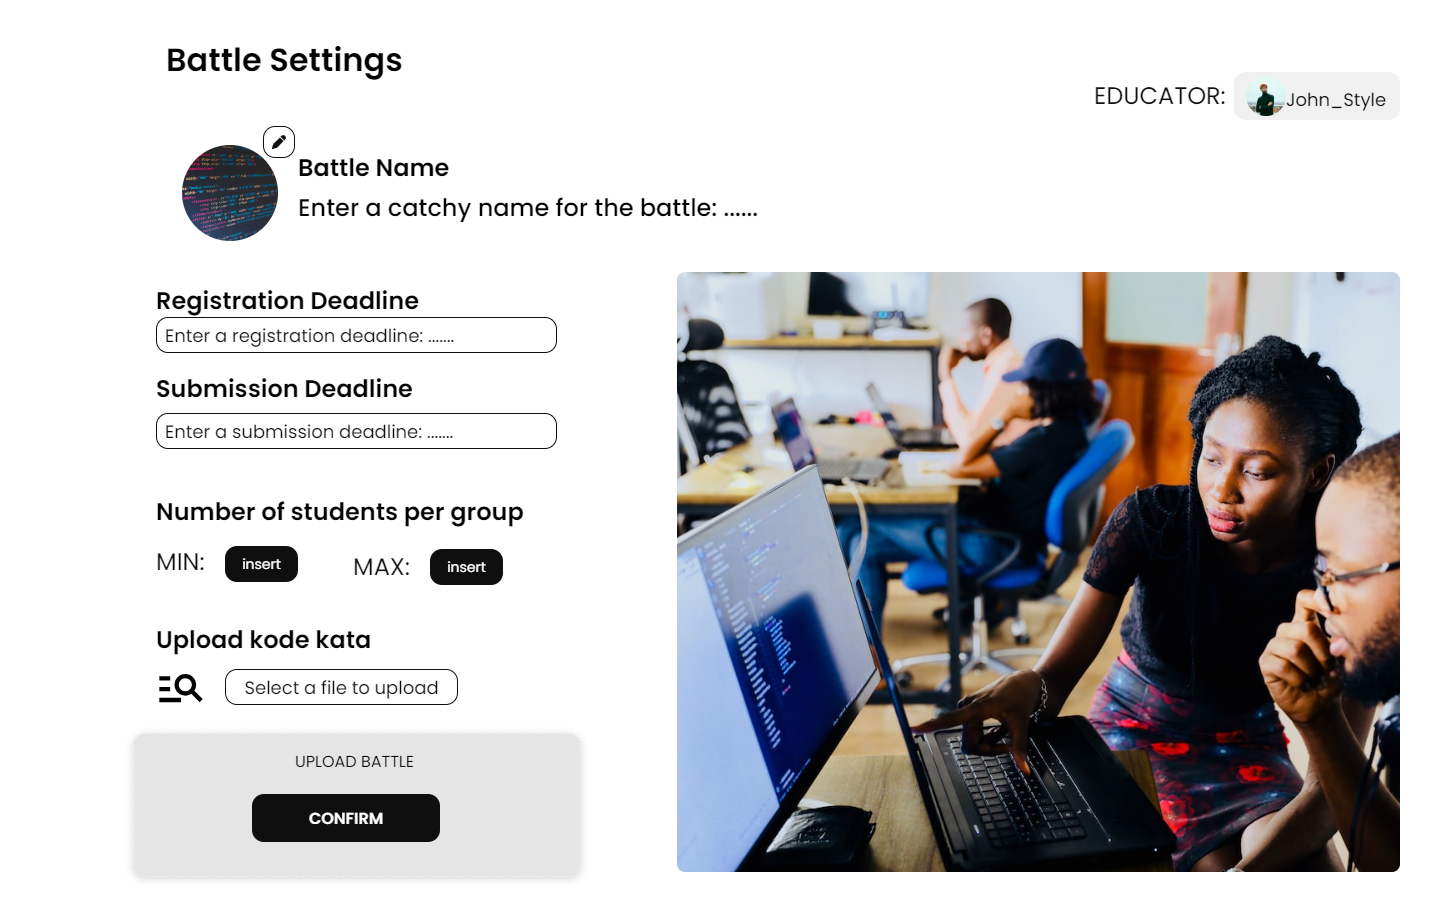 Battle Settings
EDUCATOR: John_Style
Battle Name
Enter a catchy name for the battle: ......
Registration Deadline
Enter a registration deadline: .......
Submission Deadline
Enter a submission deadline: .......
Number of students per group
MIN: insert MAX: insert
Upload kode kata
Select a file to upload
UPLOAD BATTLE
CONFIRM